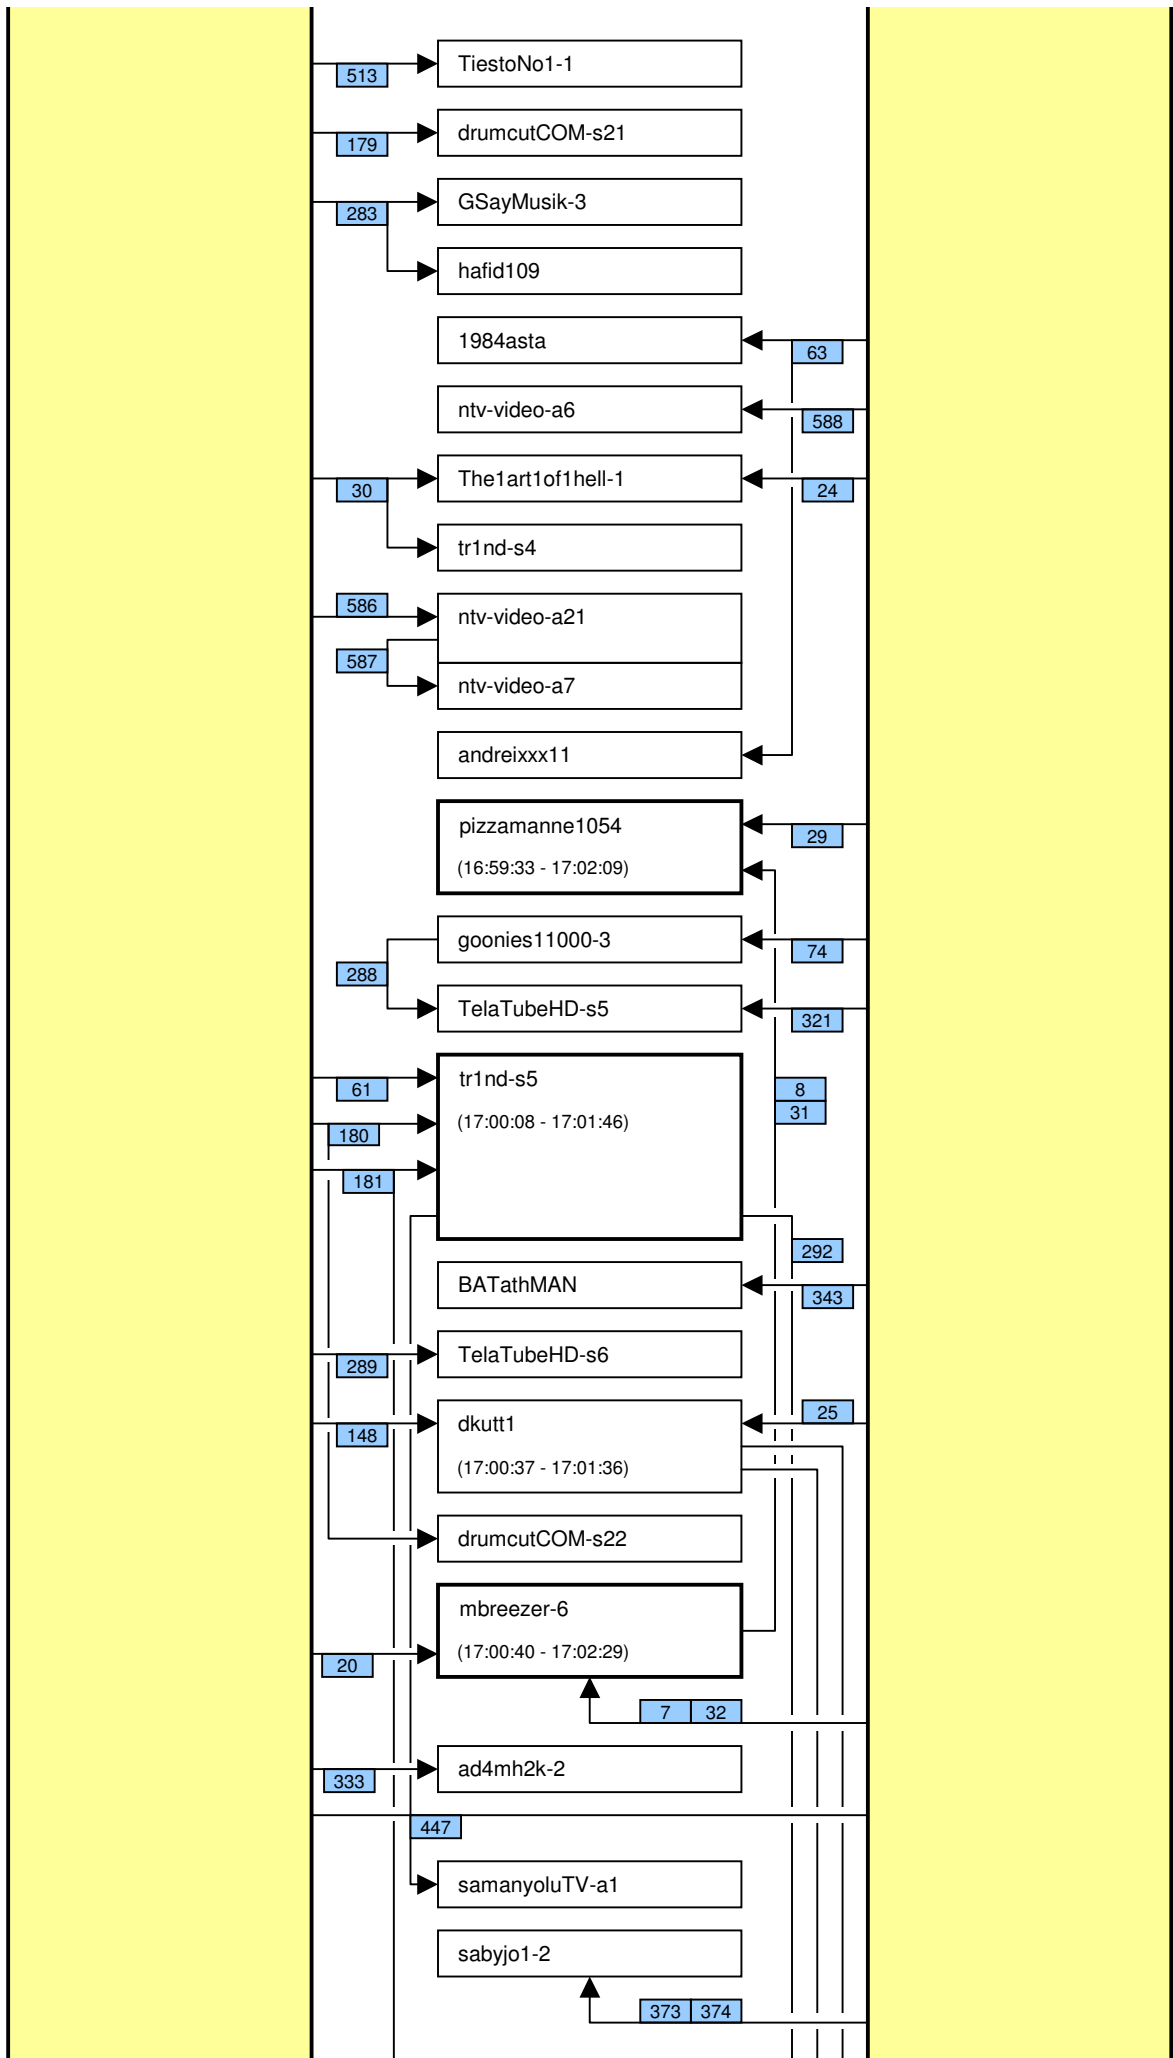 TiestoNo1-1
513
drumcutCOM-s21
179
GSayMusik-3
283
hafid109
1984asta
63
ntv-video-a6
588
The1art1of1hell-1
30
24
tr1nd-s4
586
ntv-video-a21
587
ntv-video-a7
andreixxx11
pizzamanne1054
29
(16:59:33 - 17:02:09)
goonies11000-3
74
288
TelaTubeHD-s5
321
tr1nd-s5
61
8
(17:00:08 - 17:01:46)
31
180
181
292
BATathMAN
343
TelaTubeHD-s6
289
25
dkutt1
148
(17:00:37 - 17:01:36)
drumcutCOM-s22
mbreezer-6
(17:00:40 - 17:02:29)
20
7 32
ad4mh2k-2
333
447
samanyoluTV-a1
sabyjo1-2
373 374